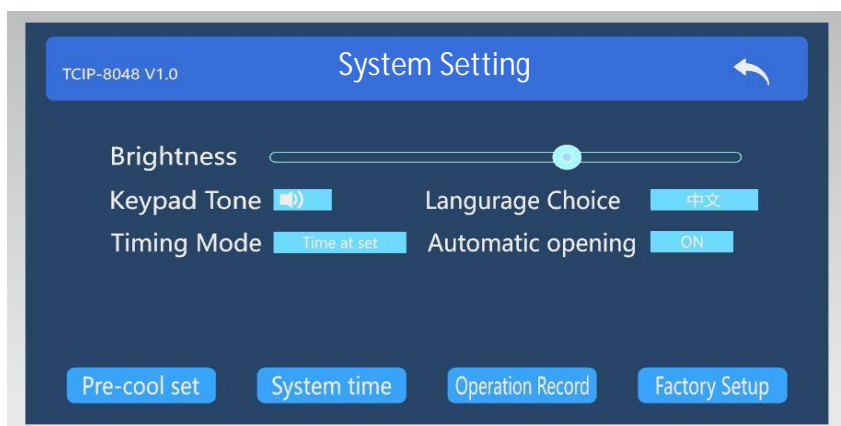 TCIP-8048 V1.0 System Setting
Brightness
Keypad Tone Langurage Choice 中文
Timing Mode Time at set Automatic opening ON
Pre-cool set System time Operation Record Factory Setup